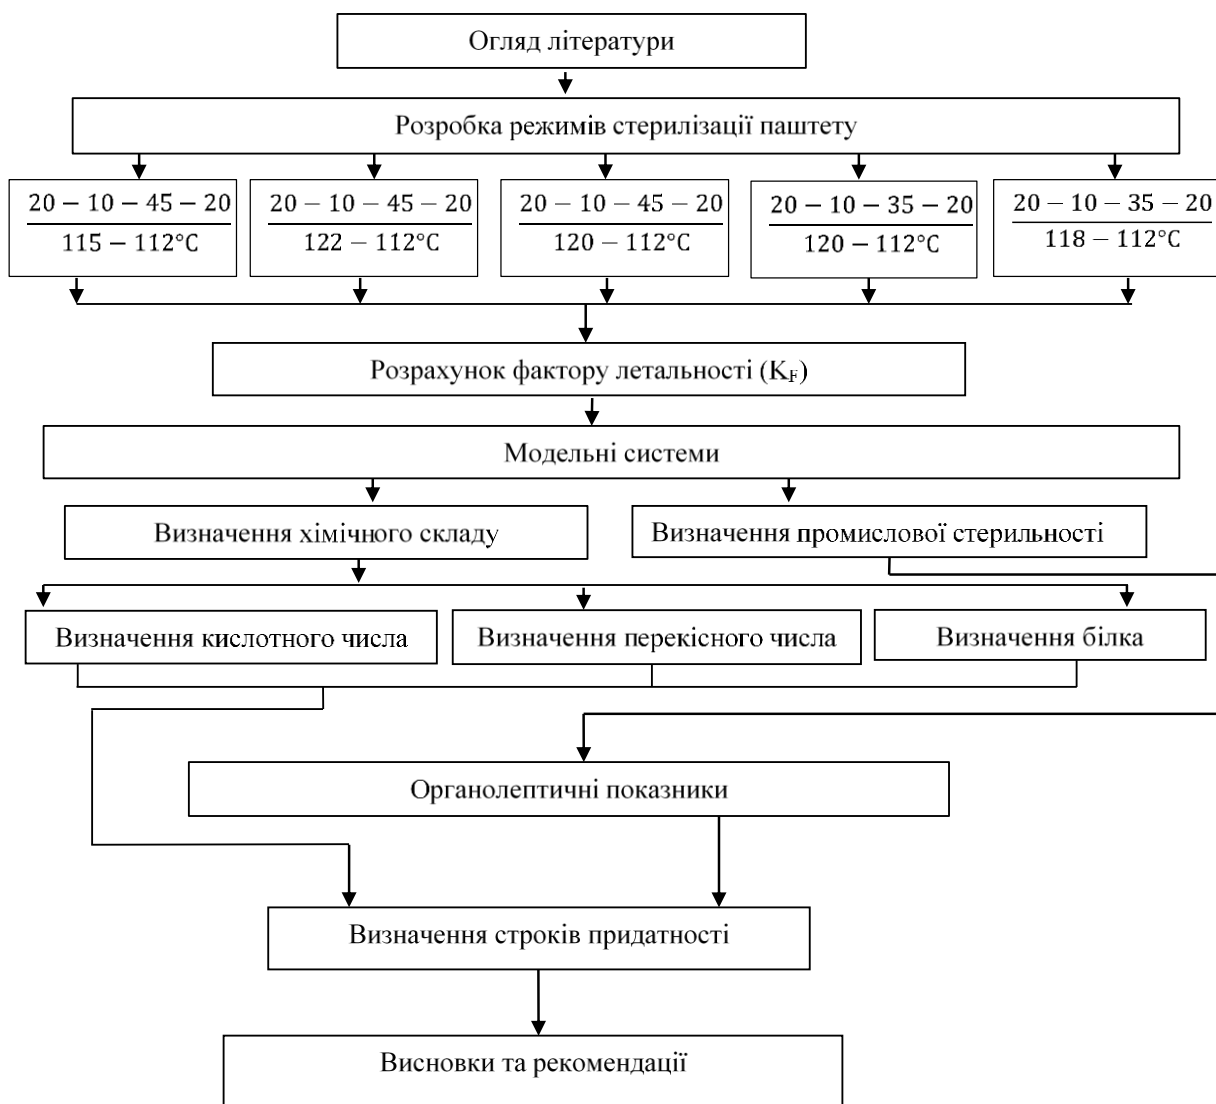 Огляд літератури
Розробка режимів стерилізації паштету
20 − 10 − 45 − 20
115 − 112°C
20 − 10 − 45 − 20
122 − 112°C
20 − 10 − 45 − 20
120 − 112°C
20 − 10 − 35 − 20
120 − 112°C
20 − 10 − 35 − 20
118 − 112°C
Розрахунок фактору летальності (KF)
Модельні системи
Визначення хімічного складу
Визначення промислової стерильності
Визначення кислотного числа
Визначення перекісного числа
Визначення білка
Органолептичні показники
Визначення строків придатності
Висновки та рекомендації